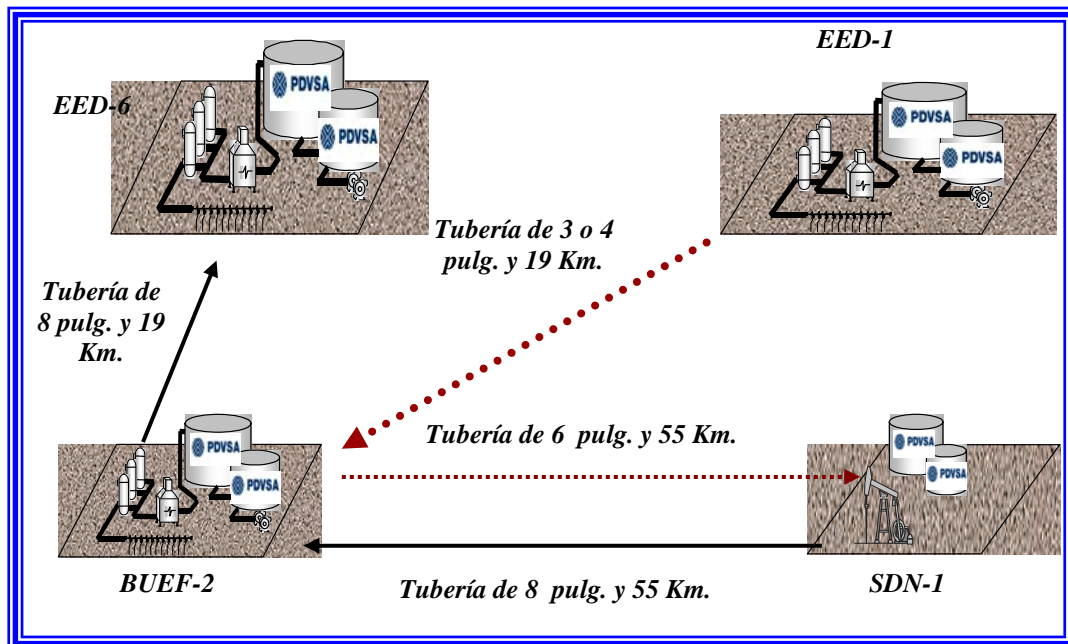 EED-1
EED-6
PDVSA
PDVSA
PDVSA
PDVSA
Tubería de 3 o 4
pulg. y 19 Km.
Tubería de
8 pulg. y 19
Km.
Tubería de 6 pulg. y 55 Km.
PDVSA
PDVSA
PDVSA
PDVSA
BUEF-2
Tubería de 8 pulg. y 55 Km.
SDN-1